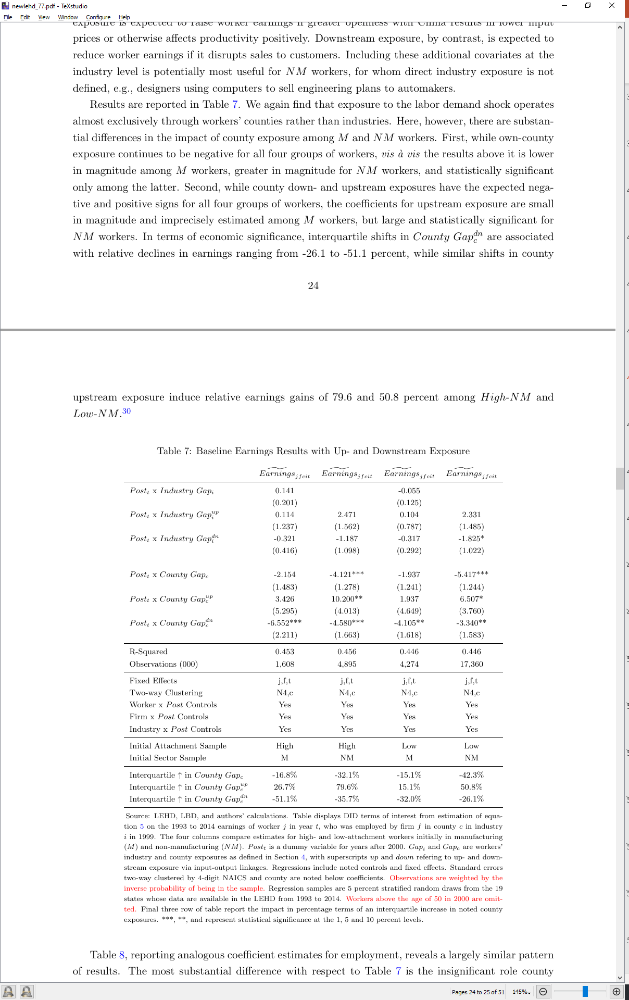 newlehd_77.pdf - TeXstudio
File Edit View Window Configure Help
exposure is expected to raise worker earnings if greater openness with China results in lower input
prices or otherwise affects productivity positively. Downstream exposure, by contrast, is expected to
reduce worker earnings if it disrupts sales to customers. Including these additional covariates at the
industry level is potentially most useful for NM workers, for whom direct industry exposure is not
defined, e.g., designers using computers to sell engineering plans to automakers.
Results are reported in Table 7. We again find that exposure to the labor demand shock operates
almost exclusively through workers' counties rather than industries. Here, however, there are substan-
tial differences in the impact of county exposure among M and NM workers. First, while own-county
exposure continues to be negative for all four groups of workers, vis à vis the results above it is lower
in magnitude among M workers, greater in magnitude for NM workers, and statistically significant
only among the latter. Second, while county down- and upstream exposures have the expected nega-
tive and positive signs for all four groups of workers, the coefficients for upstream exposure are small
in magnitude and imprecisely estimated among M workers, but large and statistically significant for
NM workers. In terms of economic significance, interquartile shifts in County Gap_c^dn are associated
with relative declines in earnings ranging from -26.1 to -51.1 percent, while similar shifts in county
24
upstream exposure induce relative earnings gains of 79.6 and 50.8 percent among High-NM and
Low-NM.30
Table 7: Baseline Earnings Results with Up- and Downstream Exposure
Earnings_jfcit Earnings_jfcit Earnings_jfcit Earnings_jfcit
Post_t x Industry Gap_i 0.141 -0.055
(0.201) (0.125)
Post_t x Industry Gap_i^up 0.114 2.471 0.104 2.331
(1.237) (1.562) (0.787) (1.485)
Post_t x Industry Gap_i^dn -0.321 -1.187 -0.317 -1.825*
(0.416) (1.098) (0.292) (1.022)
Post_t x County Gap_c -2.154 -4.121*** -1.937 -5.417***
(1.483) (1.278) (1.241) (1.244)
Post_t x County Gap_c^up 3.426 10.200** 1.937 6.507*
(5.295) (4.013) (4.649) (3.760)
Post_t x County Gap_c^dn -6.552*** -4.580*** -4.105** -3.340**
(2.211) (1.663) (1.618) (1.583)
R-Squared 0.453 0.456 0.446 0.446
Observations (000) 1,608 4,895 4,274 17,360
Fixed Effects j,f,t j,f,t j,f,t j,f,t
Two-way Clustering N4,c N4,c N4,c N4,c
Worker x Post Controls Yes Yes Yes Yes
Firm x Post Controls Yes Yes Yes Yes
Industry x Post Controls Yes Yes Yes Yes
Initial Attachment Sample High High Low Low
Initial Sector Sample M NM M NM
Interquartile ↑ in County Gap_c -16.8% -32.1% -15.1% -42.3%
Interquartile ↑ in County Gap_c^up 26.7% 79.6% 15.1% 50.8%
Interquartile ↑ in County Gap_c^dn -51.1% -35.7% -32.0% -26.1%
Source: LEHD, LBD, and authors' calculations. Table displays DID terms of interest from estimation of equa-
tion 5 on the 1993 to 2014 earnings of worker j in year t, who was employed by firm f in county c in industry
i in 1999. The four columns compare estimates for high- and low-attachment workers initially in manufacturing
(M) and non-manufacturing (NM). Post_t is a dummy variable for years after 2000. Gap_i and Gap_c are workers'
industry and county exposures as defined in Section 4, with superscripts up and down refering to up- and down-
stream exposure via input-output linkages. Regressions include noted controls and fixed effects. Standard errors
two-way clustered by 4-digit NAICS and county are noted below coefficients. Observations are weighted by the
inverse probability of being in the sample. Regression samples are 5 percent stratified random draws from the 19
states whose data are available in the LEHD from 1993 to 2014. Workers above the age of 50 in 2000 are omit-
ted. Final three row of table report the impact in percentage terms of an interquartile increase in noted county
exposures. ***, **, and represent statistical significance at the 1, 5 and 10 percent levels.
Table 8, reporting analogous coefficient estimates for employment, reveals a largely similar pattern
of results. The most substantial difference with respect to Table 7 is the insignificant role county
Pages 24 to 25 of 51 145%